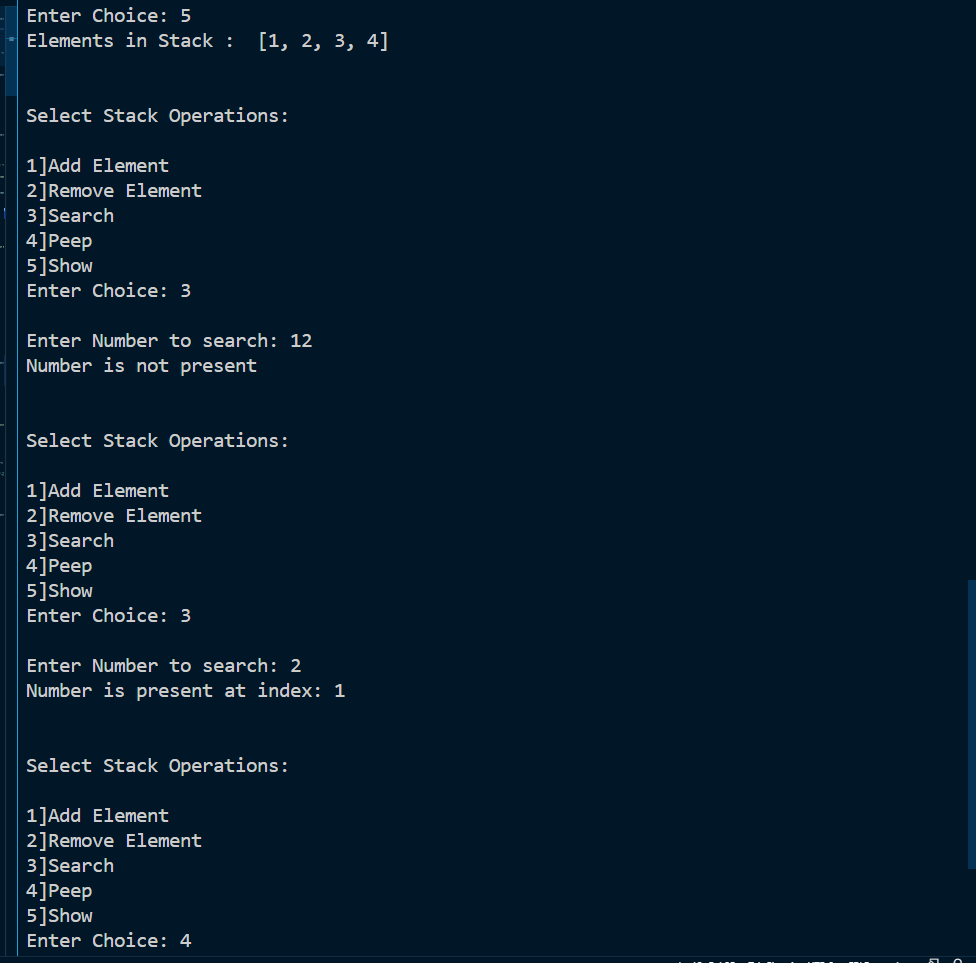 Enter Choice: 5
Elements in Stack :  [1, 2, 3, 4]
Select Stack Operations:
1]Add Element
2]Remove Element
3]Search
4]Peep
5]Show
Enter Choice: 3
Enter Number to search: 12
Number is not present
Select Stack Operations:
1]Add Element
2]Remove Element
3]Search
4]Peep
5]Show
Enter Choice: 3
Enter Number to search: 2
Number is present at index: 1
Select Stack Operations:
1]Add Element
2]Remove Element
3]Search
4]Peep
5]Show
Enter Choice: 4